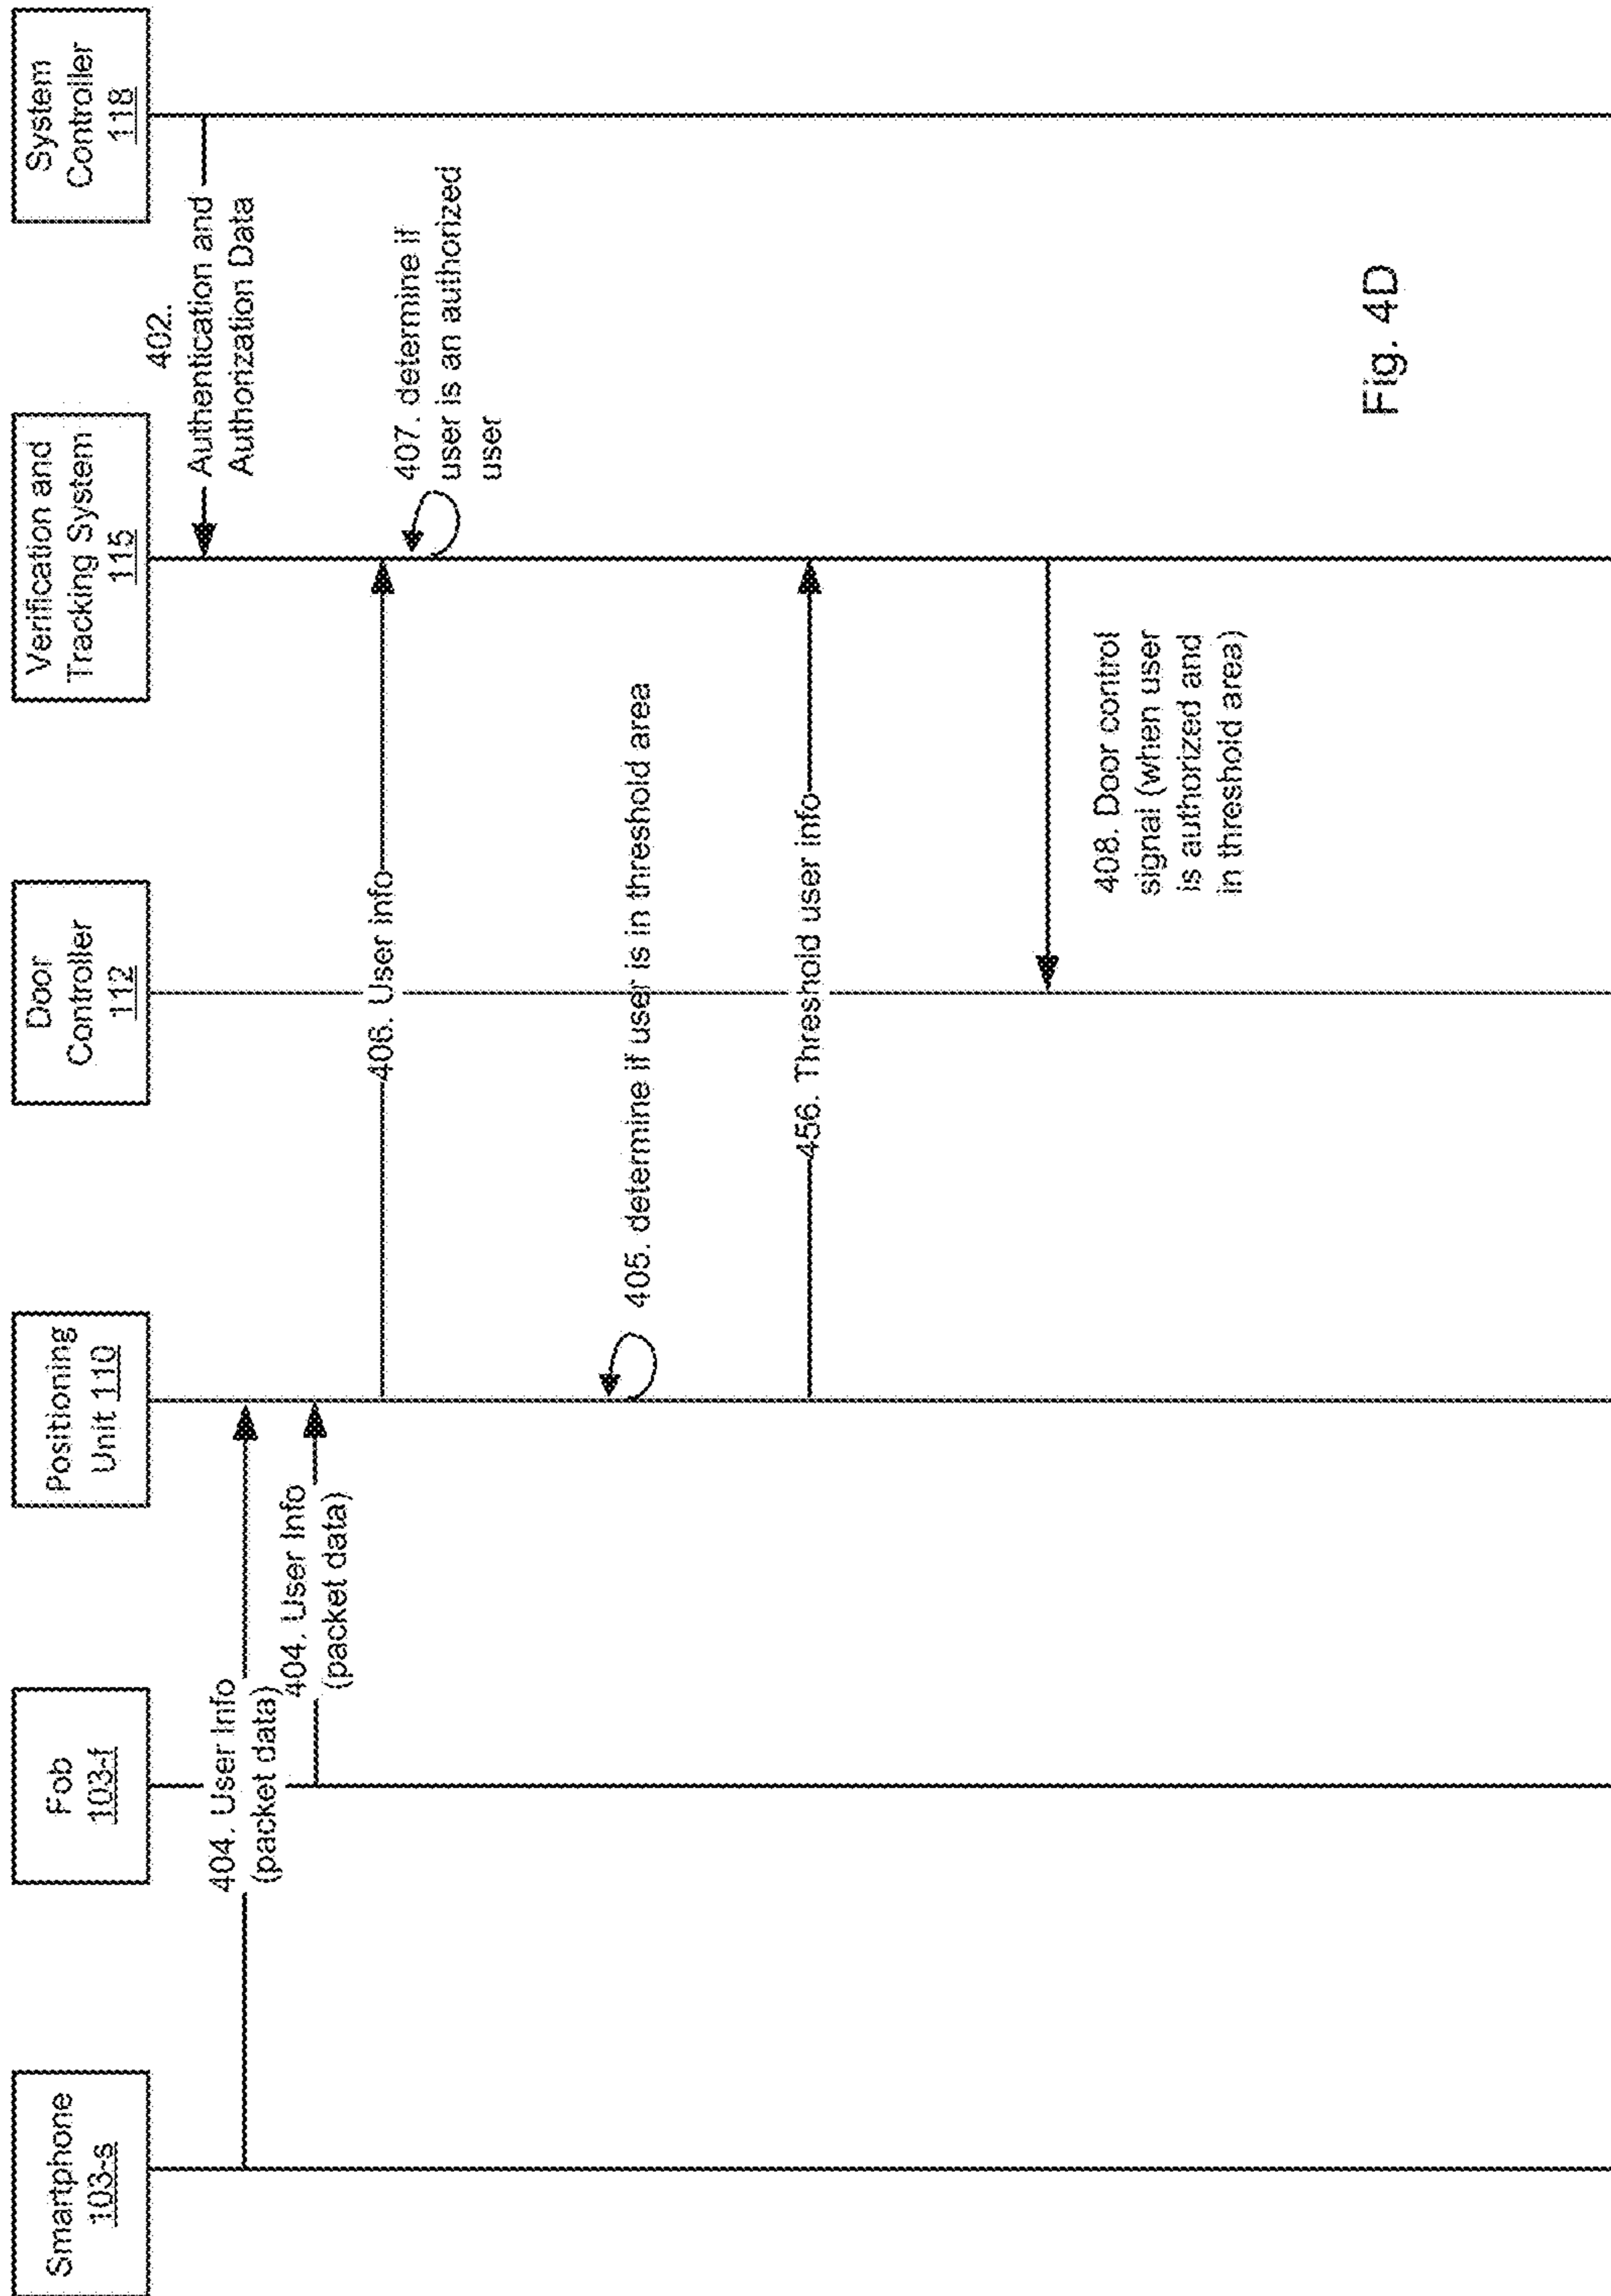 Smartphone
103-s
Fob
103-f
Positioning
Unit 110
Door
Controller
112
Verification and
Tracking System
115
System
Controller
118
402.
Authentication and
Authorization Data
404. User Info
(packet data)
404. User Info
(packet data)
406. User info
407. determine if
user is an authorized
user
405. determine if user is in threshold area
456. Threshold user info
408. Door control
signal (when user
is authorized and
in threshold area)
Fig. 4D